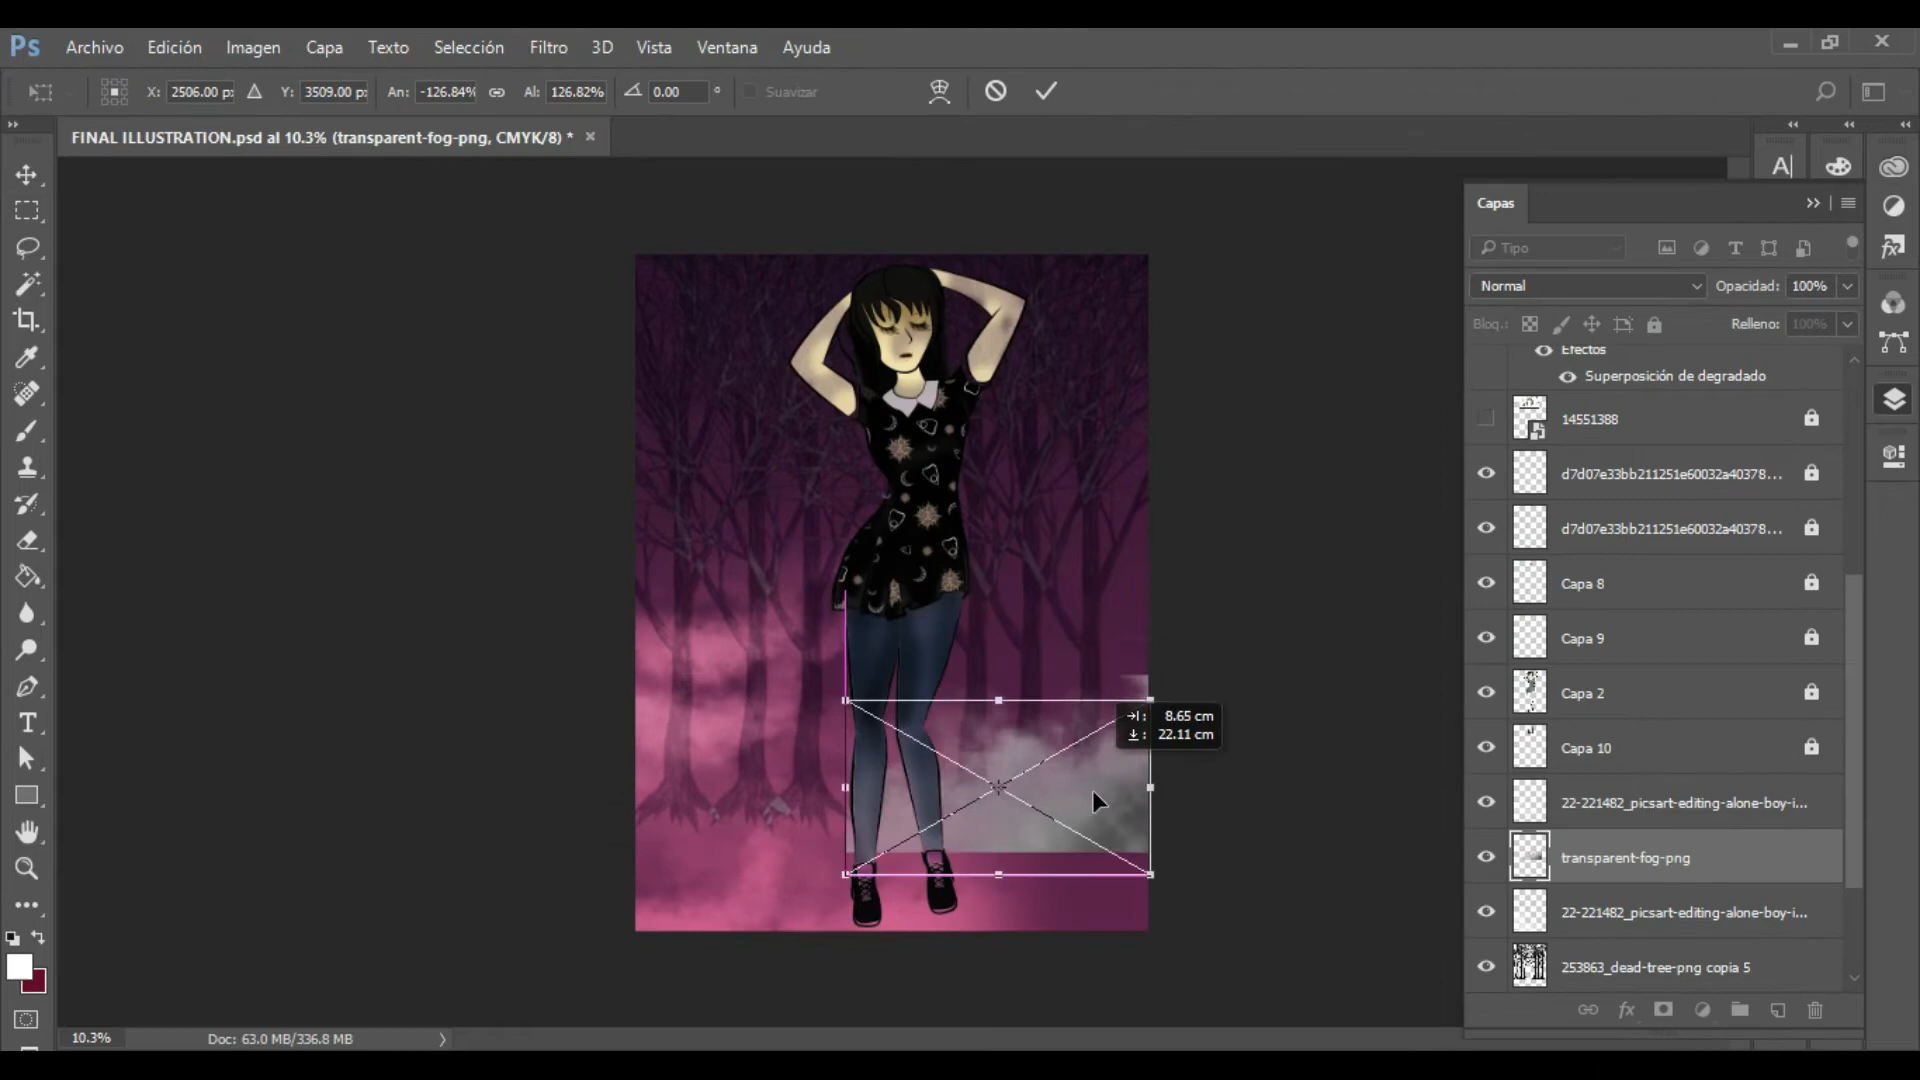 Ps Archivo Edición Imagen Capa Texto Selección Filtro 3D Vista Ventana Ayuda
X: 2506.00 p: Y: 3509.00 p: An: -126.84% Al: 126.82% 0.00 ° Suavizar
FINAL ILLUSTRATION.psd al 10.3% (transparent-fog-png, CMYK/8) * ×
A|
Capas
Tipo
Normal Opacidad: 100%
Bloq.: Relleno: 100%
Efectos
Superposición de degradado
14551388
d7d07e33bb211251e60032a40378...
d7d07e33bb211251e60032a40378...
Capa 8
Capa 9
Capa 2
8.65 cm
22.11 cm
Capa 10
22-221482_picsart-editing-alone-boy-i...
transparent-fog-png
22-221482_picsart-editing-alone-boy-i...
253863_dead-tree-png copia 5
10.3% Doc: 63.0 MB/336.8 MB